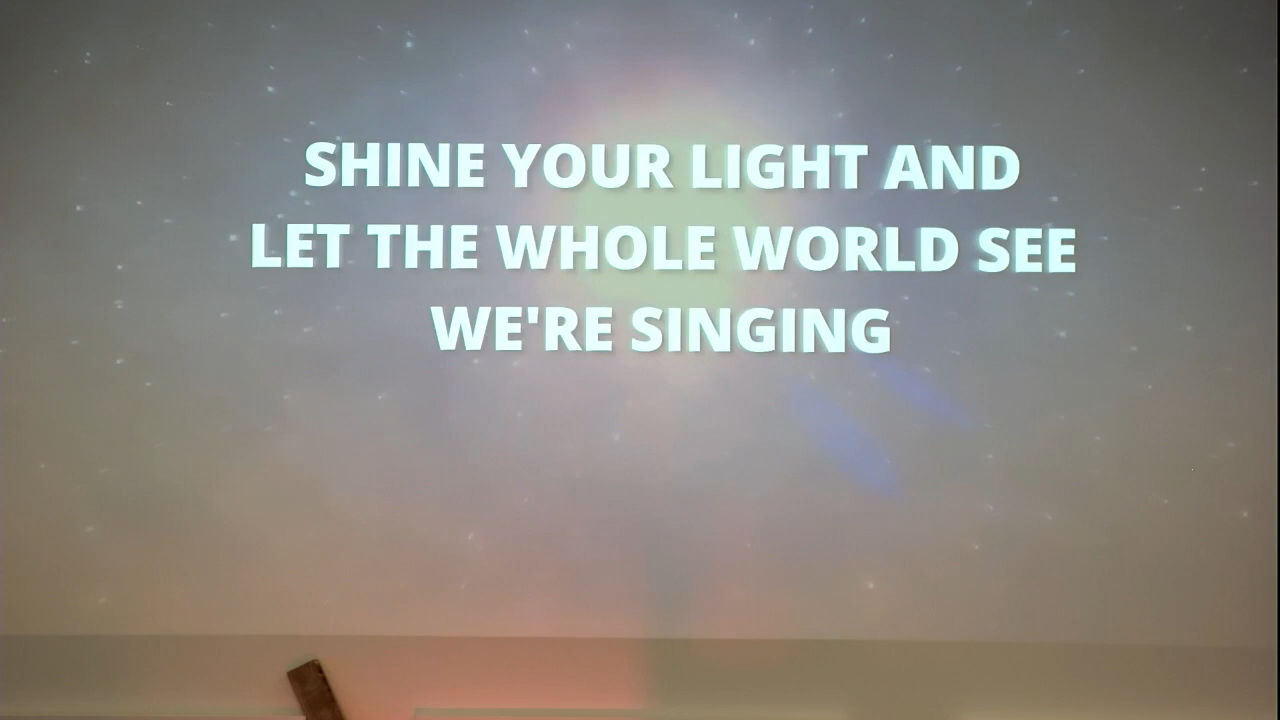 SHINE YOUR LIGHT AND
LET THE WHOLE WORLD SEE
WE'RE SINGING